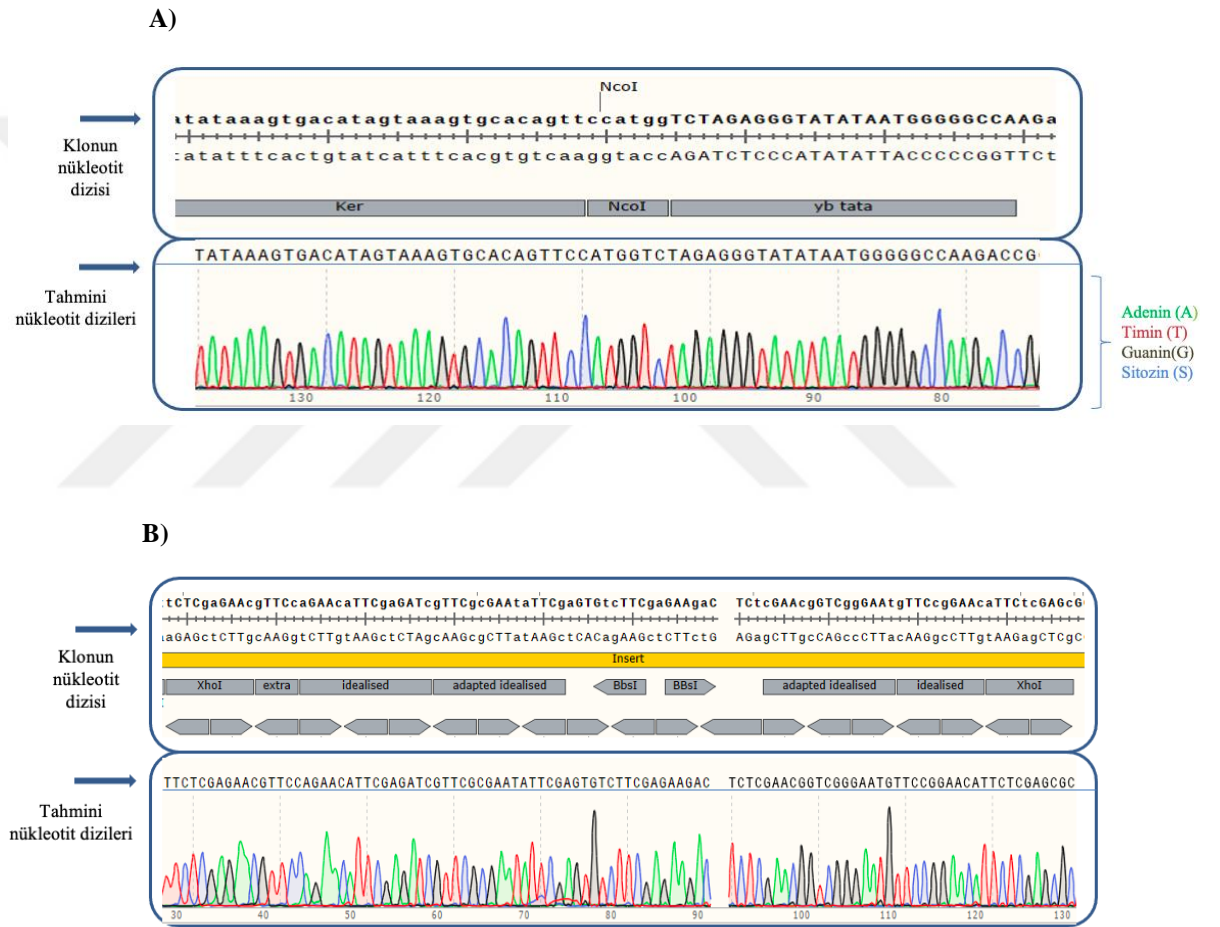 A)
NcoI
atataaagtgacatagtaaagtgcacagttccatggTCTAGAGGGTATATAATGGGGGCCAAGa
tatatttcactgtatcatttcacgtgtcaaggtaccAGATCTCCCATATATTACCCCCGGTTCt
Klonun
nükleotit
dizisi
Ker
NcoI
yb tata
TATAAAGTGACATAGTAAAGTGCACAGTTCCATGGTCTAGAGGGTATATAATGGGGGCCAAGACCG
Tahmini
nükleotit dizileri
130 120 110 100 90 80
Adenin (A)
Timin (T)
Guanin(G)
Sitozin (S)
B)
tCTCgaGAAcgTTCcaGAAcaTTCgaGATcgTTCgcGAAtaTTCgaGTGtcTTCgaGAAgaC TCtcGAAcgGTCggGAAtgTTCcgGAAcaTTCtcGAGcG
aGAGctCTTgcAAGgtCTTgtAAGctCTAgcAAGcgCTTatAAGctCACagAAGctCTTctG AGagCTTgcCAGccCTTacAAGgcCTTgtAAGagCTCgC
Klonun
nükleotit
dizisi
Insert
XhoI extra idealised adapted idealised BbsI BBsI adapted idealised idealised XhoI
TTCTCGAGAACGTTCCAGAACATTCGAGATCGTTCGCGAATATTCGAGTGTCTTCGAGAAGAC TCTCGAACGGTCGGGAATGTTCCGGAACATTCTCGAGCGC
Tahmini
nükleotit dizileri
30 40 50 60 70 80 90 100 110 120 130